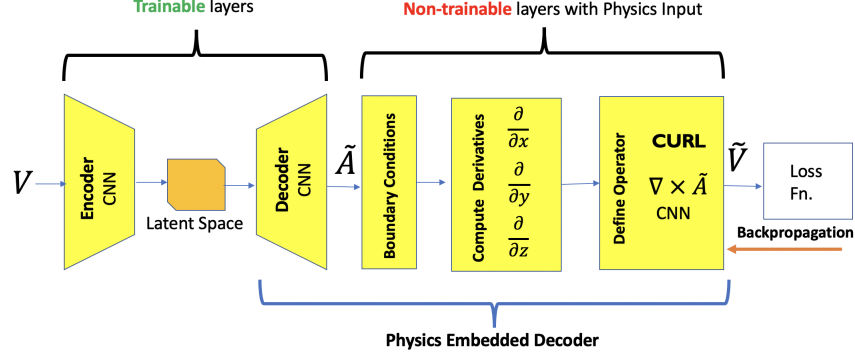 Trainable layers
Non-trainable layers with Physics Input
V
Encoder
CNN
Latent Space
Decoder
CNN
Ã
Boundary Conditions
Compute Derivatives
∂/∂x
∂/∂y
∂/∂z
Define Operator
CURL
∇ × Ã
CNN
Ṽ
Loss
Fn.
Backpropagation
Physics Embedded Decoder